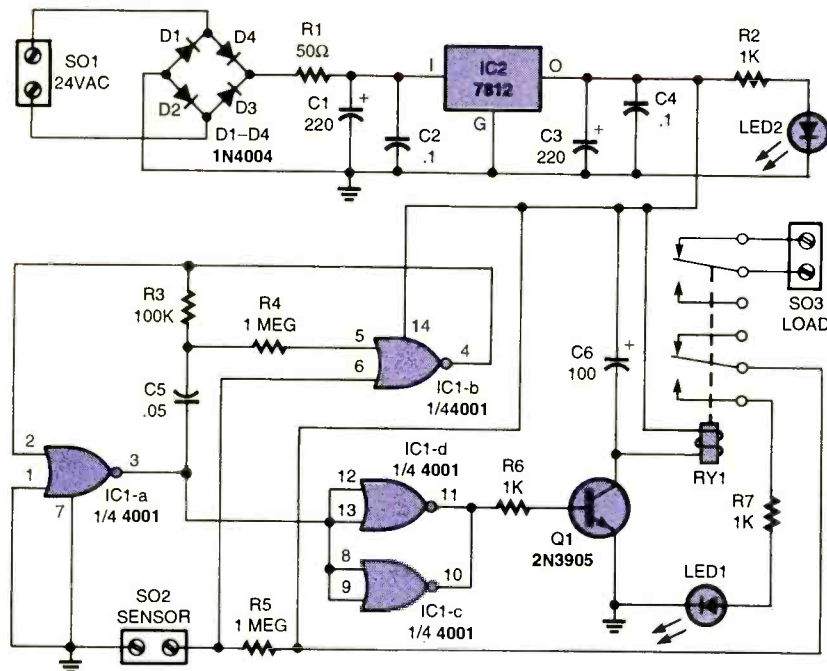 SO1
24VAC
D1
D4
D2
D3
D1–D4
1N4004
R1
50Ω
C1
220
+
C2
.1
I
IC2
7812
O
G
C3
220
+
C4
.1
R2
1K
LED2
R3
100K
R4
1 MEG
C5
.05
5
6
14
4
IC1-b
1/44001
C6
100
+
SO3
LOAD
RY1
2
1
3
7
IC1-a
1/4 4001
IC1-d
1/4 4001
12
13
11
8
9
10
IC1-c
1/4 4001
R6
1K
Q1
2N3905
R7
1K
LED1
SO2
SENSOR
R5
1 MEG